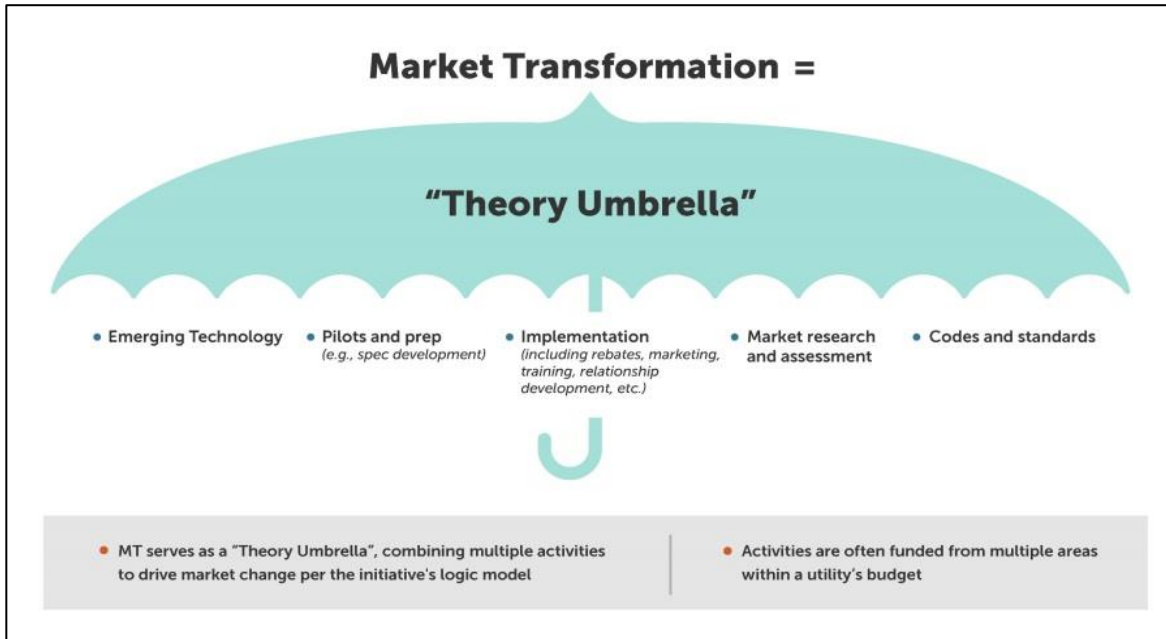 Market Transformation =
“Theory Umbrella”
• Emerging Technology
• Pilots and prep
(e.g., spec development)
• Implementation
(including rebates, marketing,
training, relationship
development, etc.)
• Market research
and assessment
• Codes and standards
• MT serves as a “Theory Umbrella”, combining multiple activities
to drive market change per the initiative's logic model
• Activities are often funded from multiple areas
within a utility’s budget